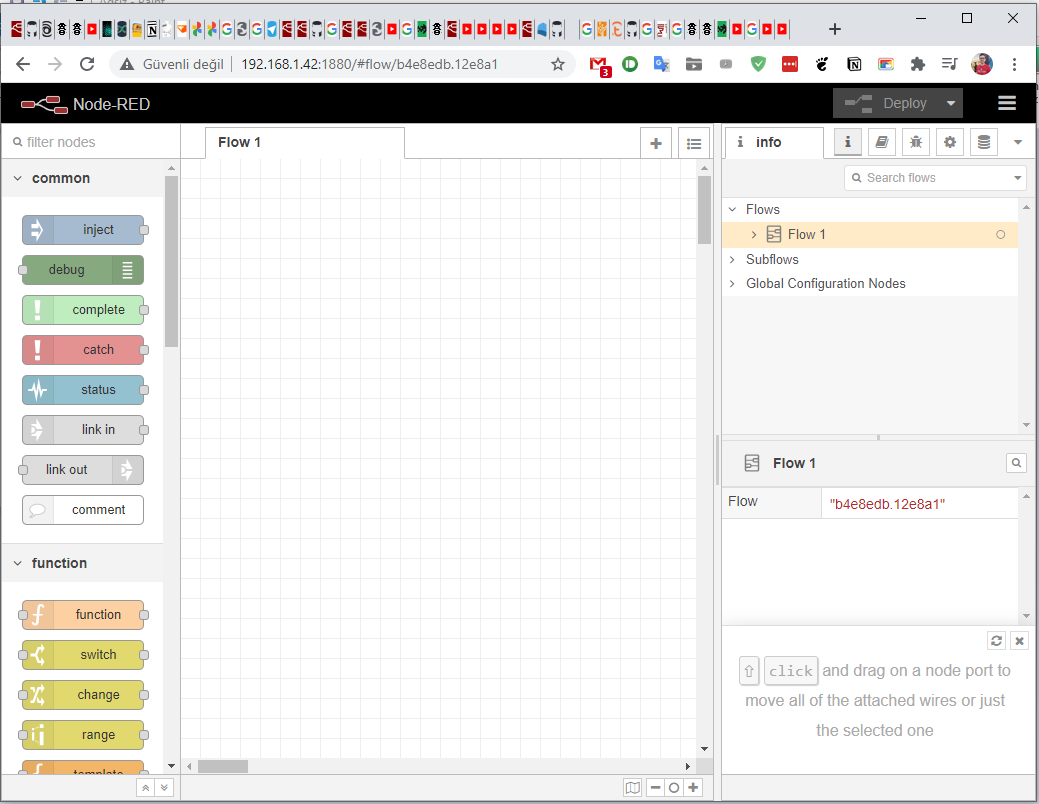 Güvenli değil
192.168.1.42:1880/#flow/b4e8edb.12e8a1
3
Node-RED
Deploy
filter nodes
Flow 1
info
Search flows
common
inject
debug
complete
catch
status
link in
link out
comment
function
function
switch
change
range
template
Flows
Flow 1
Subflows
Global Configuration Nodes
Flow 1
Flow
"b4e8edb.12e8a1"
⇧ click and drag on a node port to
move all of the attached wires or just
the selected one